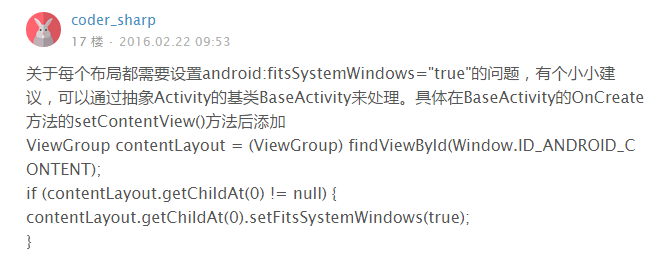 coder_sharp
17 楼 · 2016.02.22 09:53
关于每个布局都需要设置android:fitsSystemWindows="true"的问题，有个小小建
议，可以通过抽象Activity的基类BaseActivity来处理。具体在BaseActivity的OnCreate
方法的setContentView()方法后添加
ViewGroup contentLayout = (ViewGroup) findViewById(Window.ID_ANDROID_C
ONTENT);
if (contentLayout.getChildAt(0) != null) {
contentLayout.getChildAt(0).setFitsSystemWindows(true);
}